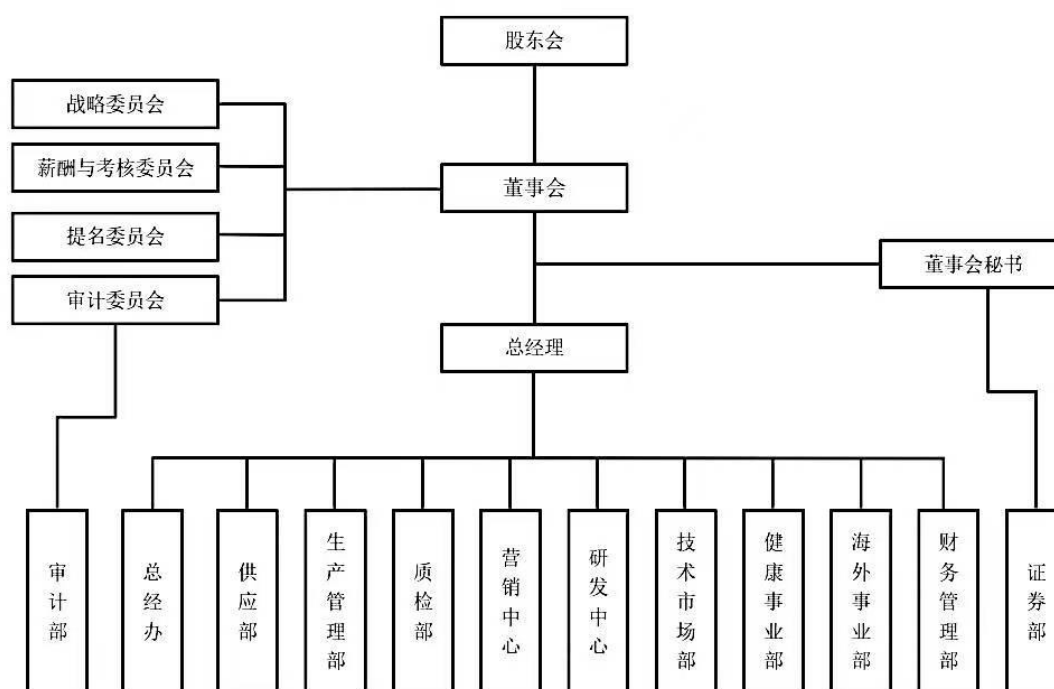 股东会
战略委员会
薪酬与考核委员会
董事会
提名委员会
董事会秘书
审计委员会
总经理
审计部
总经办
供应部
生产管理部
质检部
营销中心
研发中心
技术市场部
健康事业部
海外事业部
财务管理部
证券部